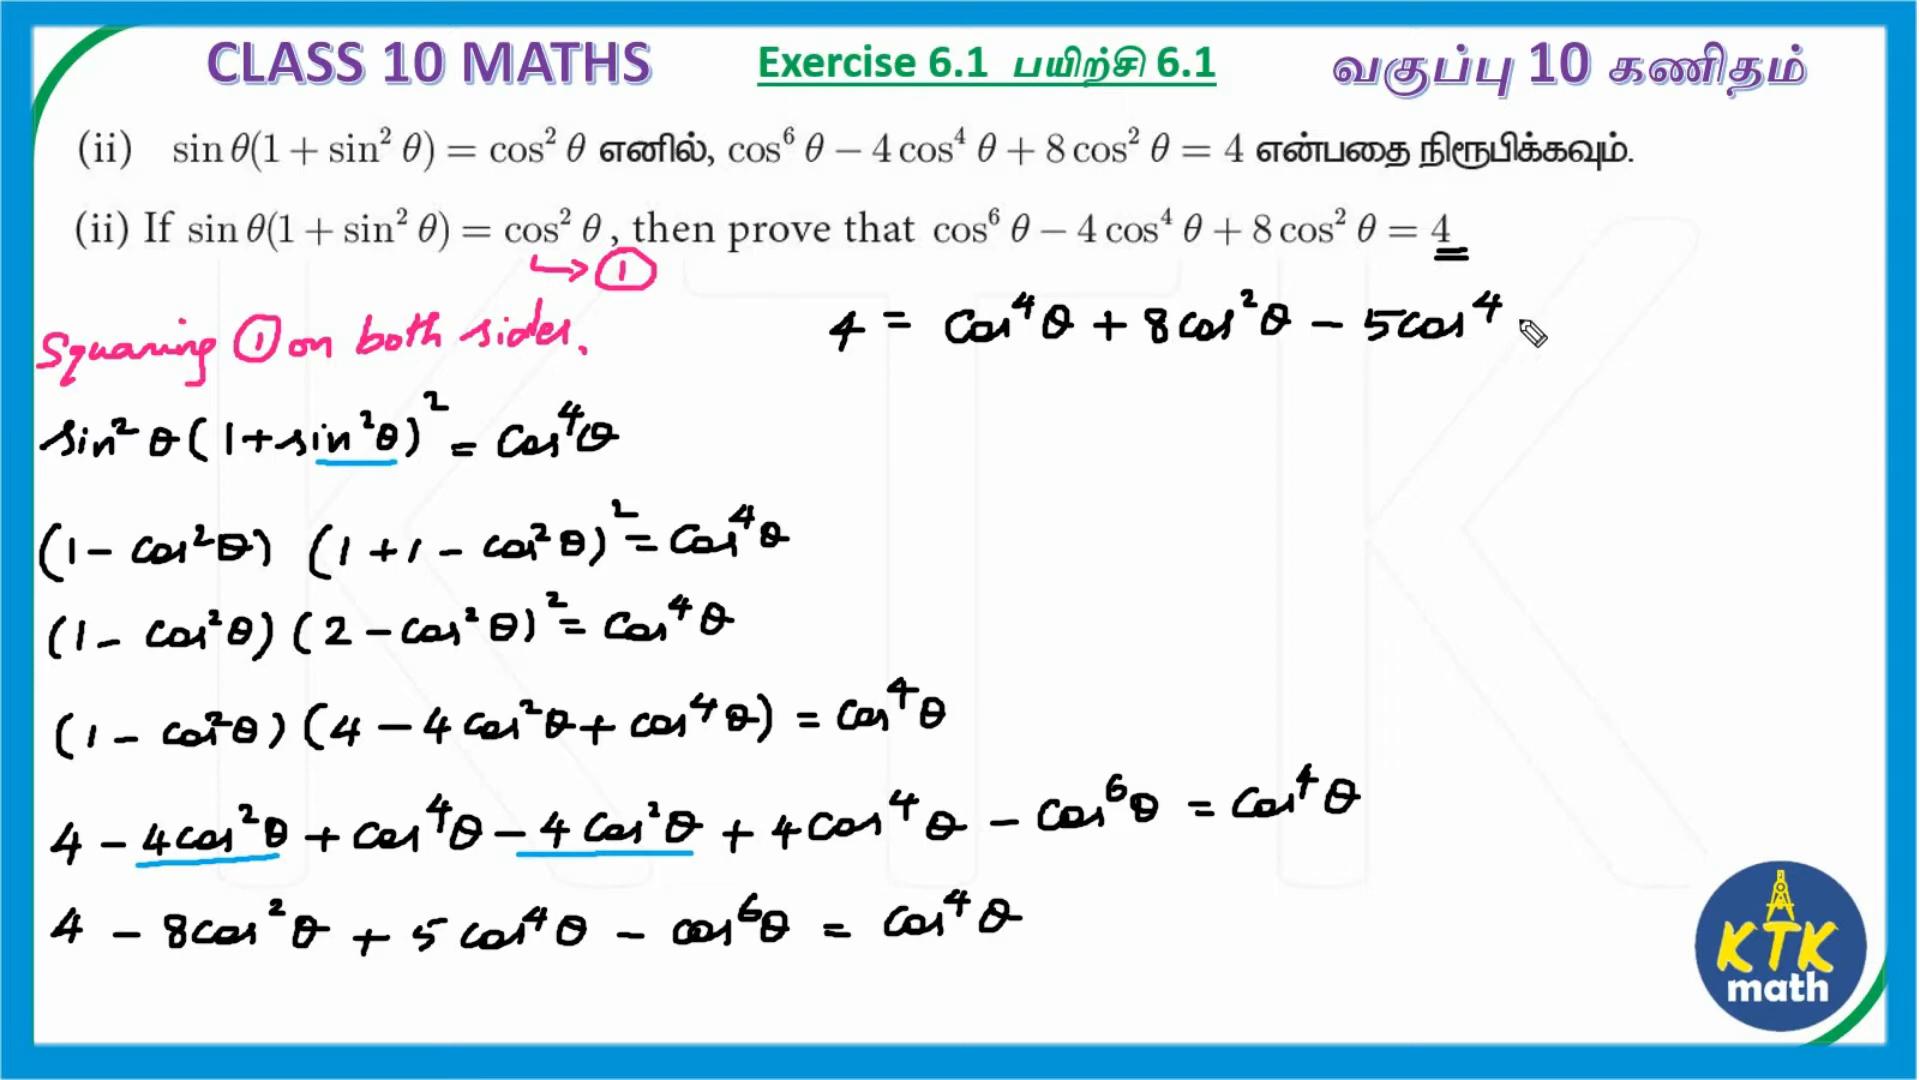 CLASS 10 MATHS
Exercise 6.1 பயிற்சி 6.1
வகுப்பு 10 கணிதம்
(ii) sin θ(1 + sin² θ) = cos² θ எனில், cos⁶ θ − 4 cos⁴ θ + 8 cos² θ = 4 என்பதை நிரூபிக்கவும்.
(ii) If sin θ(1 + sin² θ) = cos² θ, then prove that cos⁶ θ − 4 cos⁴ θ + 8 cos² θ = 4
①
Squaring ① on both sides.
4 = cos⁴θ + 8cos²θ − 5cos⁴
sin²θ(1+sin²θ)² = cos⁴θ
(1 − cos²θ) (1 + 1 − cos²θ)² = cos⁴θ
(1 − cos²θ) (2 − cos²θ)² = cos⁴θ
(1 − cos²θ) (4 − 4cos²θ + cos⁴θ) = cos⁴θ
4 − 4cos²θ + cos⁴θ − 4cos²θ + 4cos⁴θ − cos⁶θ = cos⁴θ
4 − 8cos²θ + 5cos⁴θ − cos⁶θ = cos⁴θ
KTK
math